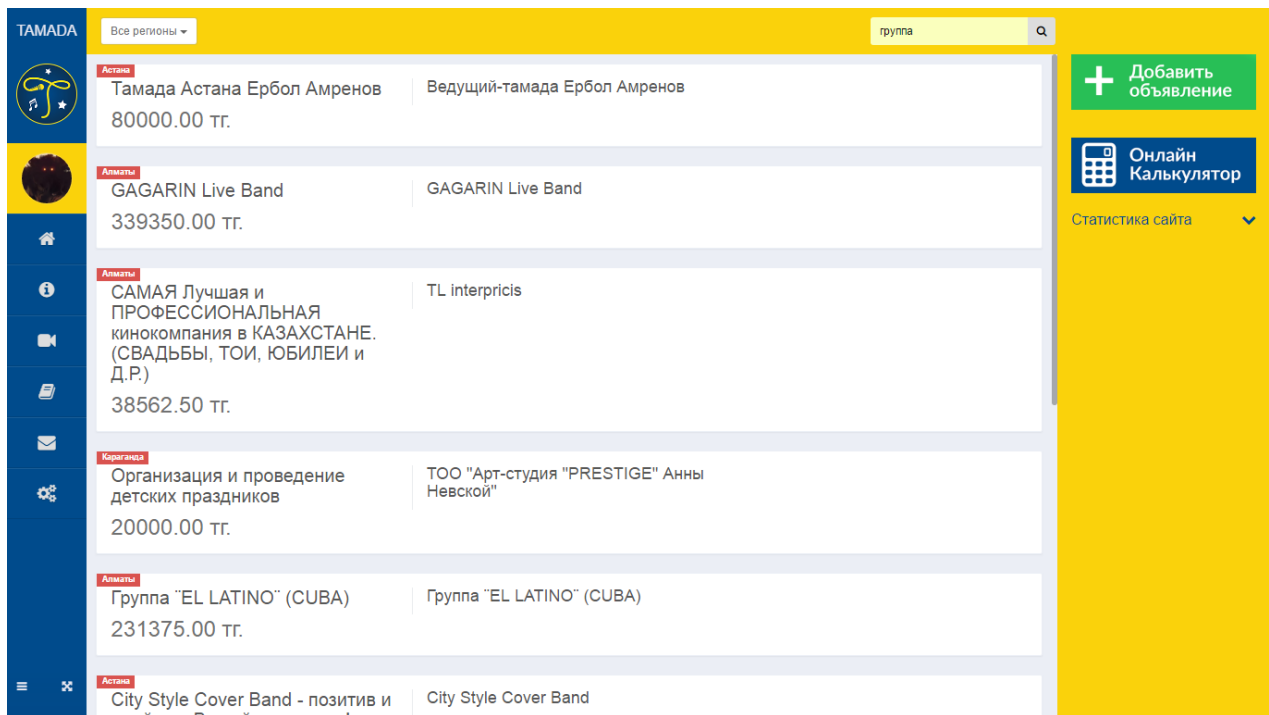 TAMADA
Все регионы
группа
Добавить
объявление
Онлайн
Калькулятор
Статистика сайта
Астана
Тамада Астана Ербол Амренов
80000.00 тг.
Ведущий-тамада Ербол Амренов
Алматы
GAGARIN Live Band
339350.00 тг.
GAGARIN Live Band
Алматы
САМАЯ Лучшая и
ПРОФЕССИОНАЛЬНАЯ
кинокомпания в КАЗАХСТАНЕ.
(СВАДЬБЫ, ТОИ, ЮБИЛЕИ и
Д.Р.)
38562.50 тг.
TL interpricis
Караганда
Организация и проведение
детских праздников
20000.00 тг.
ТОО "Арт-студия "PRESTIGE" Анны
Невской"
Алматы
Группа ¨EL LATINO¨ (CUBA)
231375.00 тг.
Группа ¨EL LATINO¨ (CUBA)
Астана
City Style Cover Band - позитив и
City Style Cover Band